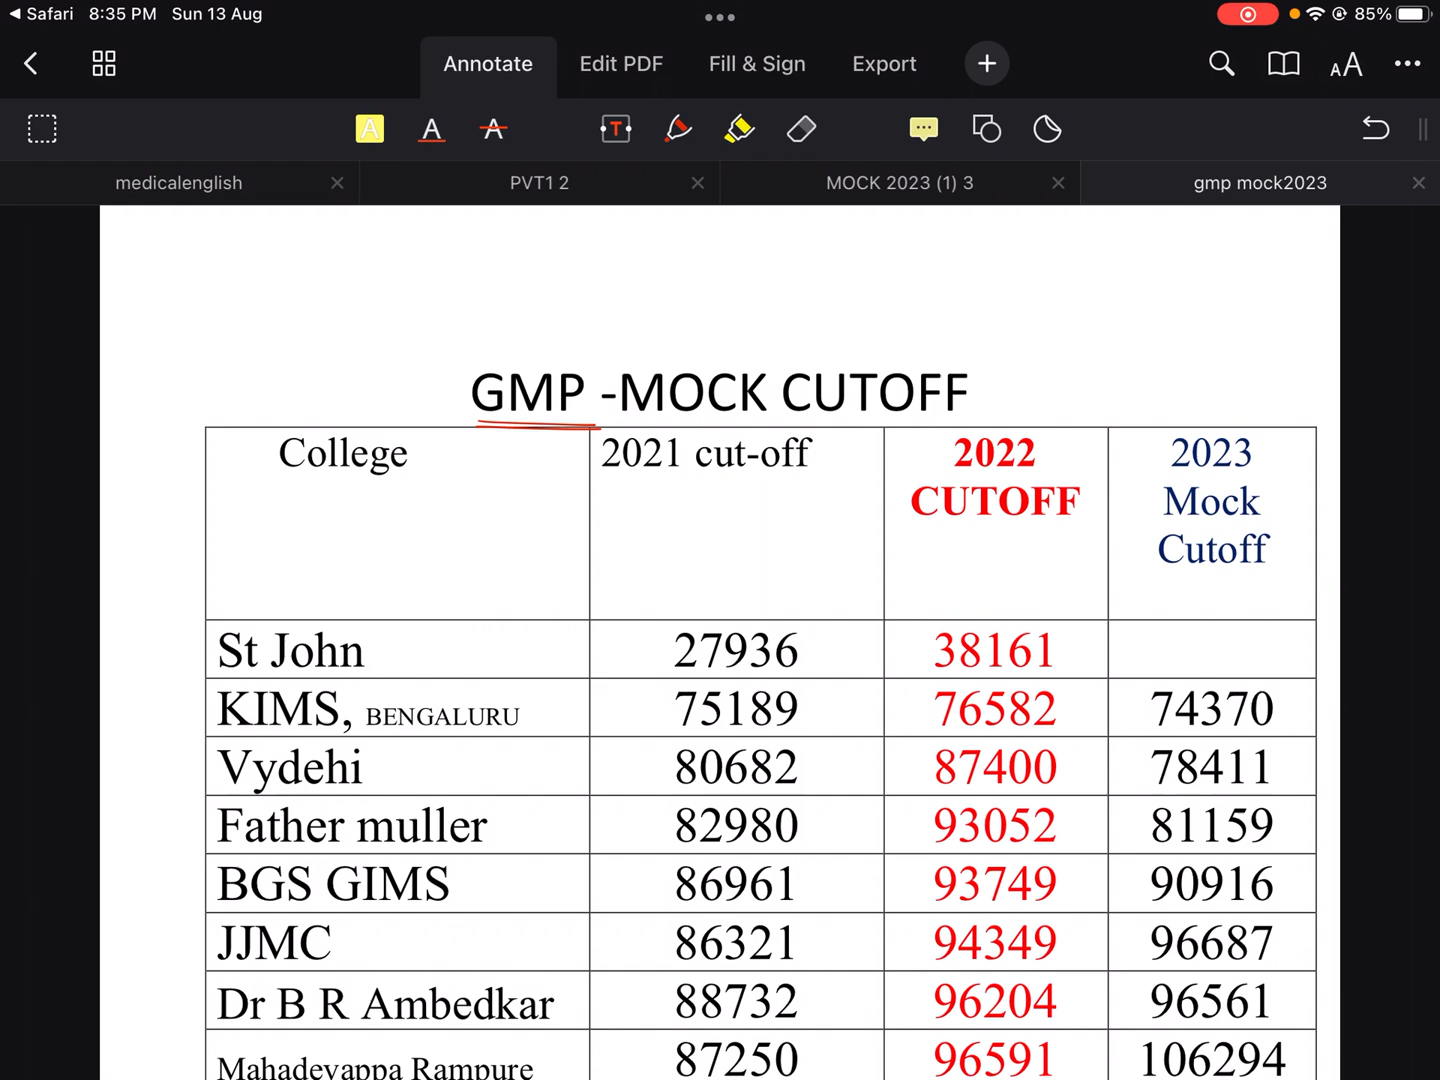 Safari 8:35 PM Sun 13 Aug 85%
Annotate Edit PDF Fill & Sign Export
medicalenglish PVT1 2 MOCK 2023 (1) 3 gmp mock2023
GMP -MOCK CUTOFF
College 2021 cut-off 2022 CUTOFF 2023 Mock Cutoff
St John 27936 38161
KIMS, BENGALURU 75189 76582 74370
Vydehi 80682 87400 78411
Father muller 82980 93052 81159
BGS GIMS 86961 93749 90916
JJMC 86321 94349 96687
Dr B R Ambedkar 88732 96204 96561
Mahadevappa Rampure 87250 96591 106294